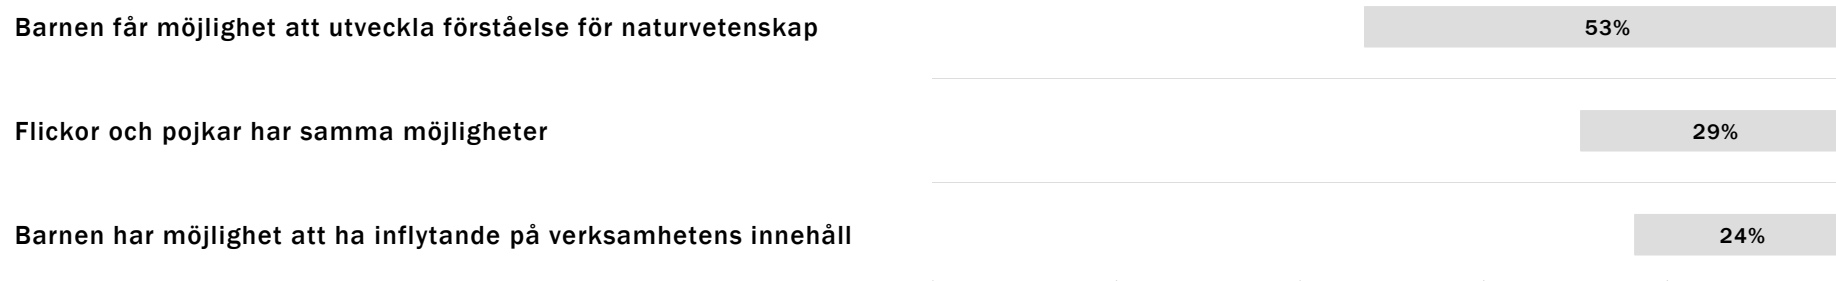 Barnen får möjlighet att utveckla förståelse för naturvetenskap 53%
Flickor och pojkar har samma möjligheter 29%
Barnen har möjlighet att ha inflytande på verksamhetens innehåll 24%